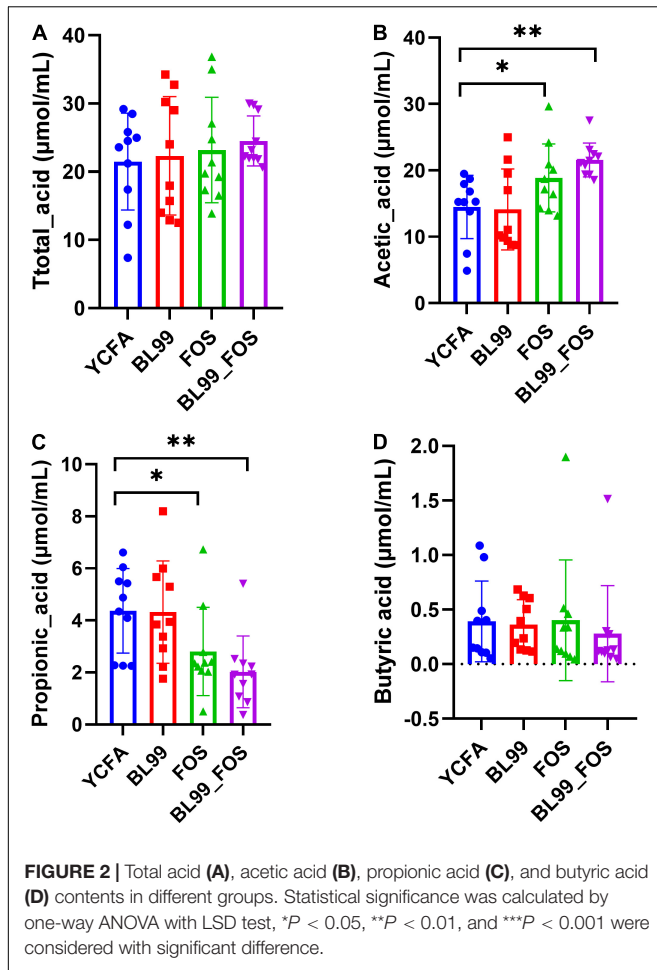 A
Ttotal_acid (μmol/mL)
40
30
20
10
0
YCFA
BL99
FOS
BL99_FOS
B
Acetic_acid (μmol/mL)
40
30
20
10
0
*
**
YCFA
BL99
FOS
BL99_FOS
C
Propionic_acid (μmol/mL)
10
8
6
4
2
0
*
**
YCFA
BL99
FOS
BL99_FOS
D
Butyric acid (μmol/mL)
2.0
1.5
1.0
0.5
0.0
-0.5
YCFA
BL99
FOS
BL99_FOS
FIGURE 2 | Total acid (A), acetic acid (B), propionic acid (C), and butyric acid
(D) contents in different groups. Statistical significance was calculated by
one-way ANOVA with LSD test, *P < 0.05, **P < 0.01, and ***P < 0.001 were
considered with significant difference.